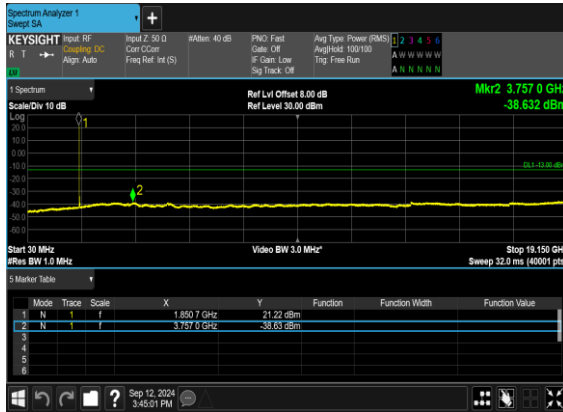 Spectrum Analyzer 1
Swept SA
+
KEYSIGHT
R T
Input: RF
Coupling: DC
Align: Auto
Input Z: 50 Ω
Corr CCorr
Freq Ref: Int (S)
#Atten: 40 dB
PNO: Fast
Gate: Off
IF Gain: Low
Sig Track: Off
Avg Type: Power (RMS)
Avg|Hold: 100/100
Trig: Free Run
1 2 3 4 5 6
A W W W W W
A N N N N N
1 Spectrum
Scale/Div 10 dB
Ref Lvl Offset 8.00 dB
Ref Level 30.00 dBm
Mkr2 3.757 0 GHz
-38.632 dBm
Log
20.0
10.0
0.00
-10.0
-20.0
-30.0
-40.0
-50.0
-60.0
1
2
DL1 -13.00 dBm
Start 30 MHz
#Res BW 1.0 MHz
Video BW 3.0 MHz*
Stop 19.150 GH
Sweep 32.0 ms (40001 pts
5 Marker Table
Mode Trace Scale X Y Function Function Width Function Value
1 N 1 f 1.850 7 GHz 21.22 dBm
2 N 1 f 3.757 0 GHz -38.63 dBm
3
4
5
6
?
Sep 12, 2024
3:45:01 PM